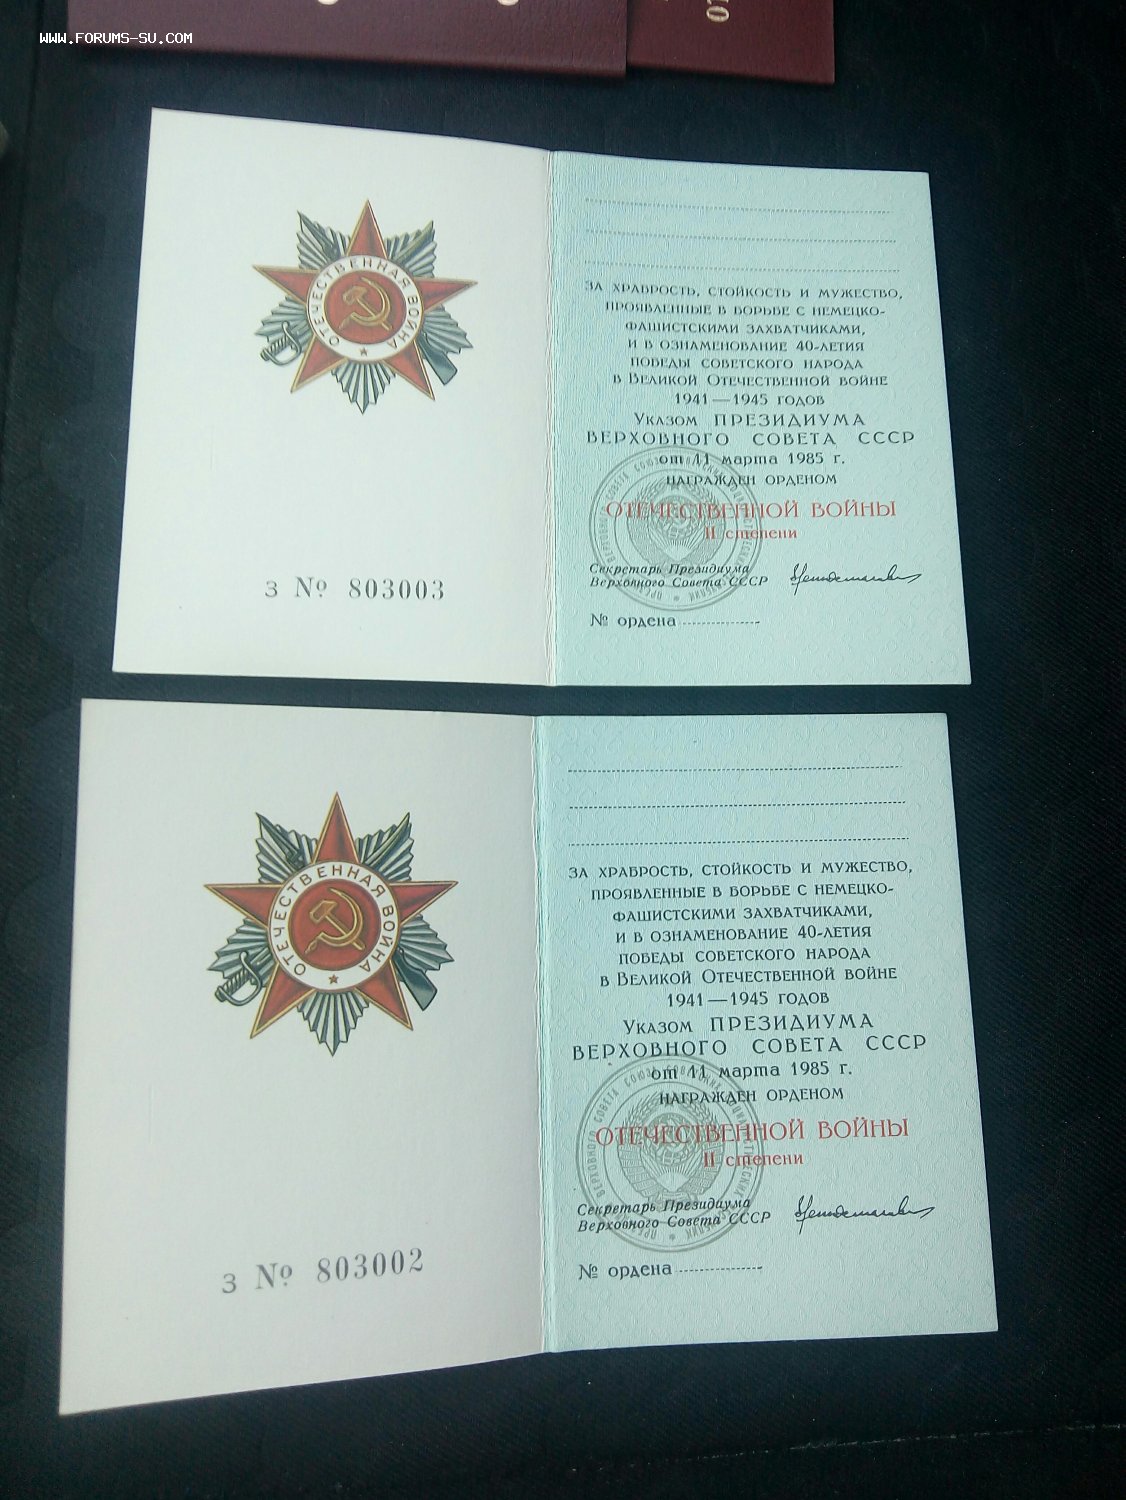 WWW.FORUMS-SU.COM
ОТЕЧЕСТВЕННАЯ ВОЙНА
З № 803003
ЗА ХРАБРОСТЬ, СТОЙКОСТЬ И МУЖЕСТВО,
ПРОЯВЛЕННЫЕ В БОРЬБЕ С НЕМЕЦКО-
ФАШИСТСКИМИ ЗАХВАТЧИКАМИ,
И В ОЗНАМЕНОВАНИЕ 40-ЛЕТИЯ
ПОБЕДЫ СОВЕТСКОГО НАРОДА
в Великой Отечественной войне
1941—1945 годов
Указом ПРЕЗИДИУМА
ВЕРХОВНОГО СОВЕТА СССР
от 11 марта 1985 г.
НАГРАЖДЕН ОРДЕНОМ
ОТЕЧЕСТВЕННОЙ ВОЙНЫ
II степени
Секретарь Президиума
Верховного Совета СССР
№ ордена
ОТЕЧЕСТВЕННАЯ ВОЙНА
З № 803002
ЗА ХРАБРОСТЬ, СТОЙКОСТЬ И МУЖЕСТВО,
ПРОЯВЛЕННЫЕ В БОРЬБЕ С НЕМЕЦКО-
ФАШИСТСКИМИ ЗАХВАТЧИКАМИ,
И В ОЗНАМЕНОВАНИЕ 40-ЛЕТИЯ
ПОБЕДЫ СОВЕТСКОГО НАРОДА
в Великой Отечественной войне
1941—1945 годов
Указом ПРЕЗИДИУМА
ВЕРХОВНОГО СОВЕТА СССР
от 11 марта 1985 г.
НАГРАЖДЕН ОРДЕНОМ
ОТЕЧЕСТВЕННОЙ ВОЙНЫ
II степени
Секретарь Президиума
Верховного Совета СССР
№ ордена